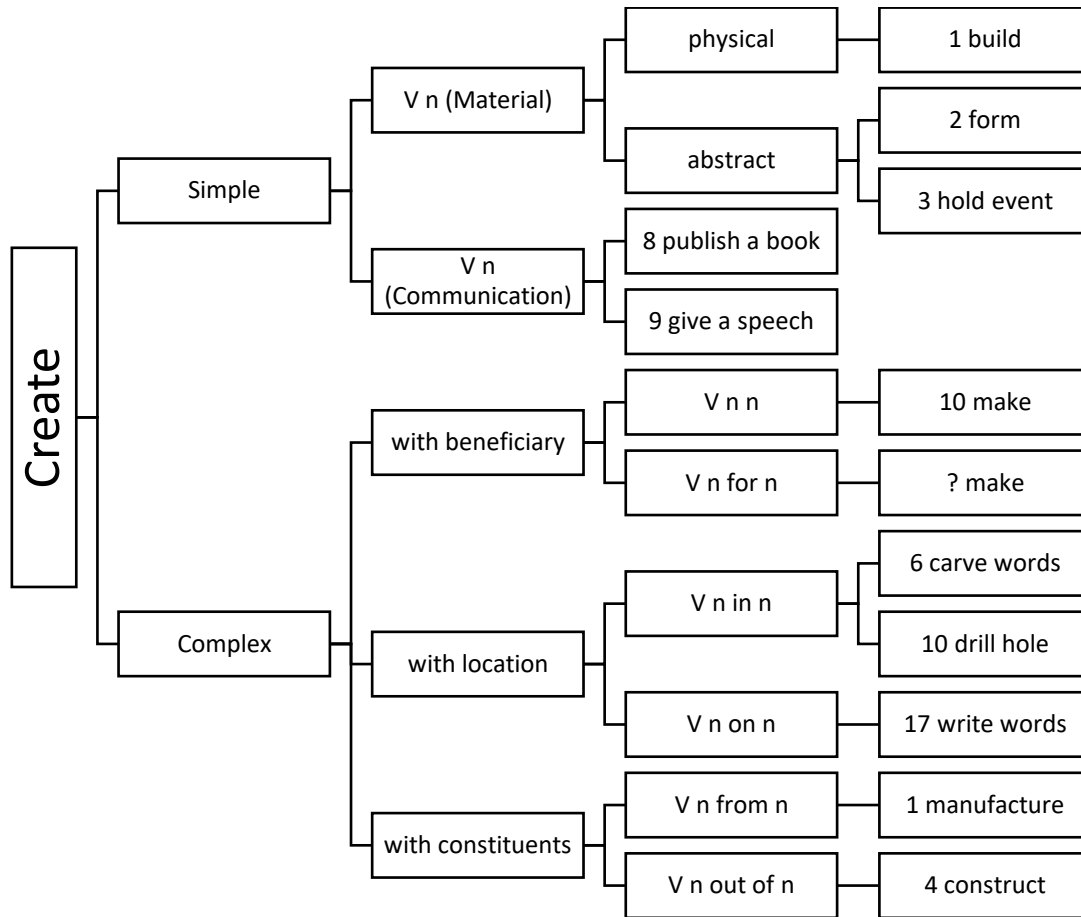 Create
Simple
V n (Material)
physical
1 build
abstract
2 form
3 hold event
V n
(Communication)
8 publish a book
9 give a speech
Complex
with beneficiary
V n n
10 make
V n for n
? make
with location
V n in n
6 carve words
10 drill hole
V n on n
17 write words
with constituents
V n from n
1 manufacture
V n out of n
4 construct